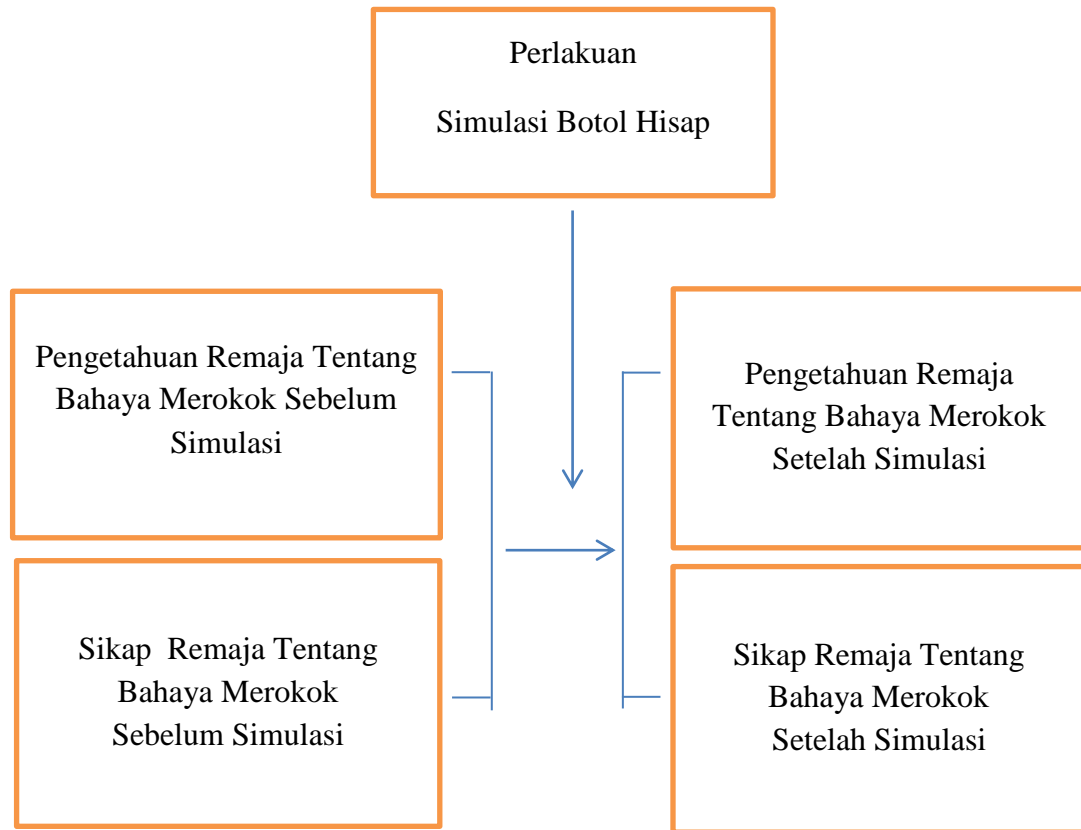 Perlakuan
Simulasi Botol Hisap
Pengetahuan Remaja Tentang
Bahaya Merokok Sebelum
Simulasi
Pengetahuan Remaja
Tentang Bahaya Merokok
Setelah Simulasi
Sikap  Remaja Tentang
Bahaya Merokok
Sebelum Simulasi
Sikap Remaja Tentang
Bahaya Merokok
Setelah Simulasi